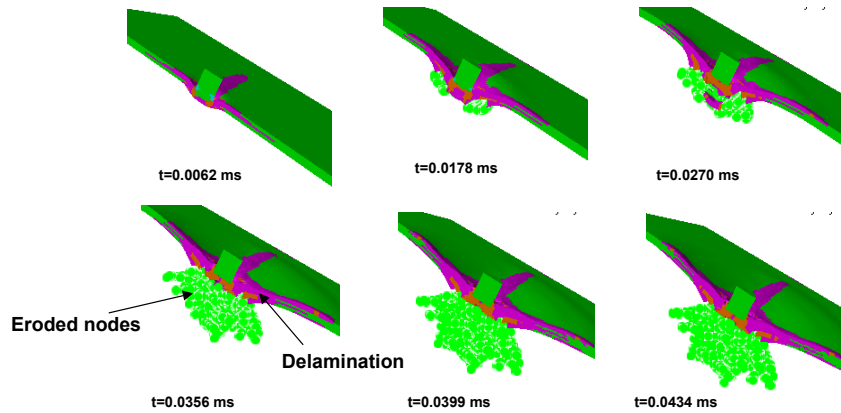 t=0.0062 ms
t=0.0178 ms
t=0.0270 ms
Eroded nodes
Delamination
t=0.0356 ms
t=0.0399 ms
t=0.0434 ms